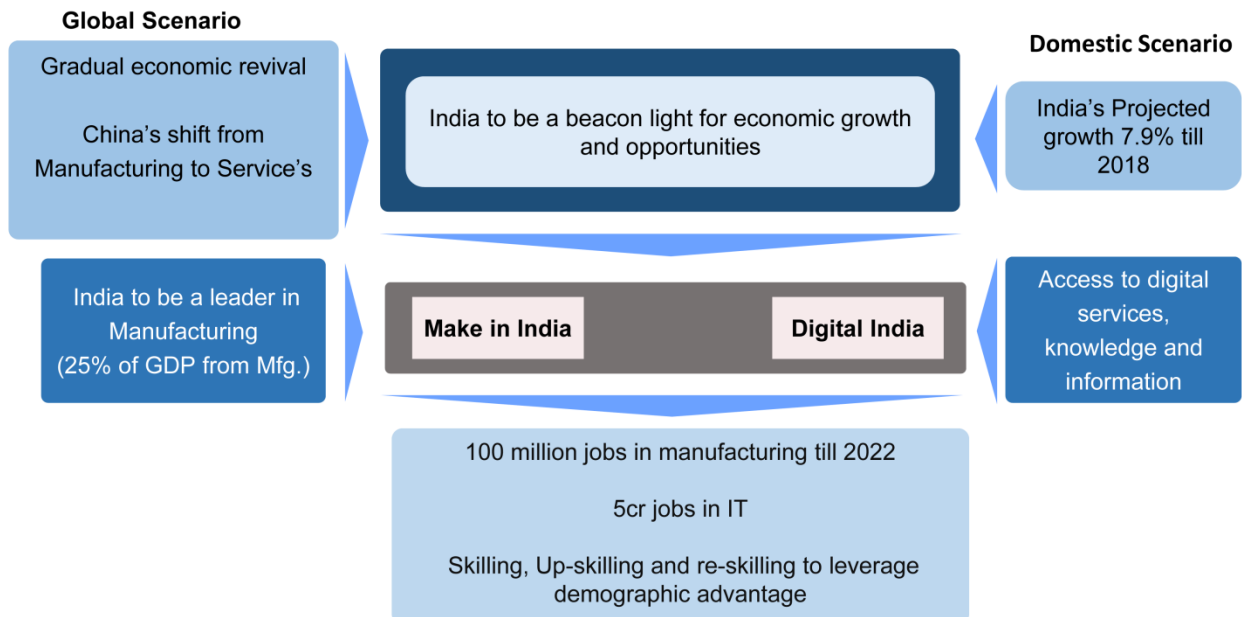 Global Scenario
Gradual economic revival
China's shift from
Manufacturing to Service's
India to be a beacon light for economic growth
and opportunities
Domestic Scenario
India's Projected
growth 7.9% till
2018
India to be a leader in
Manufacturing
(25% of GDP from Mfg.)
Make in India
Digital India
Access to digital
services,
knowledge and
information
100 million jobs in manufacturing till 2022
5cr jobs in IT
Skilling, Up-skilling and re-skilling to leverage
demographic advantage